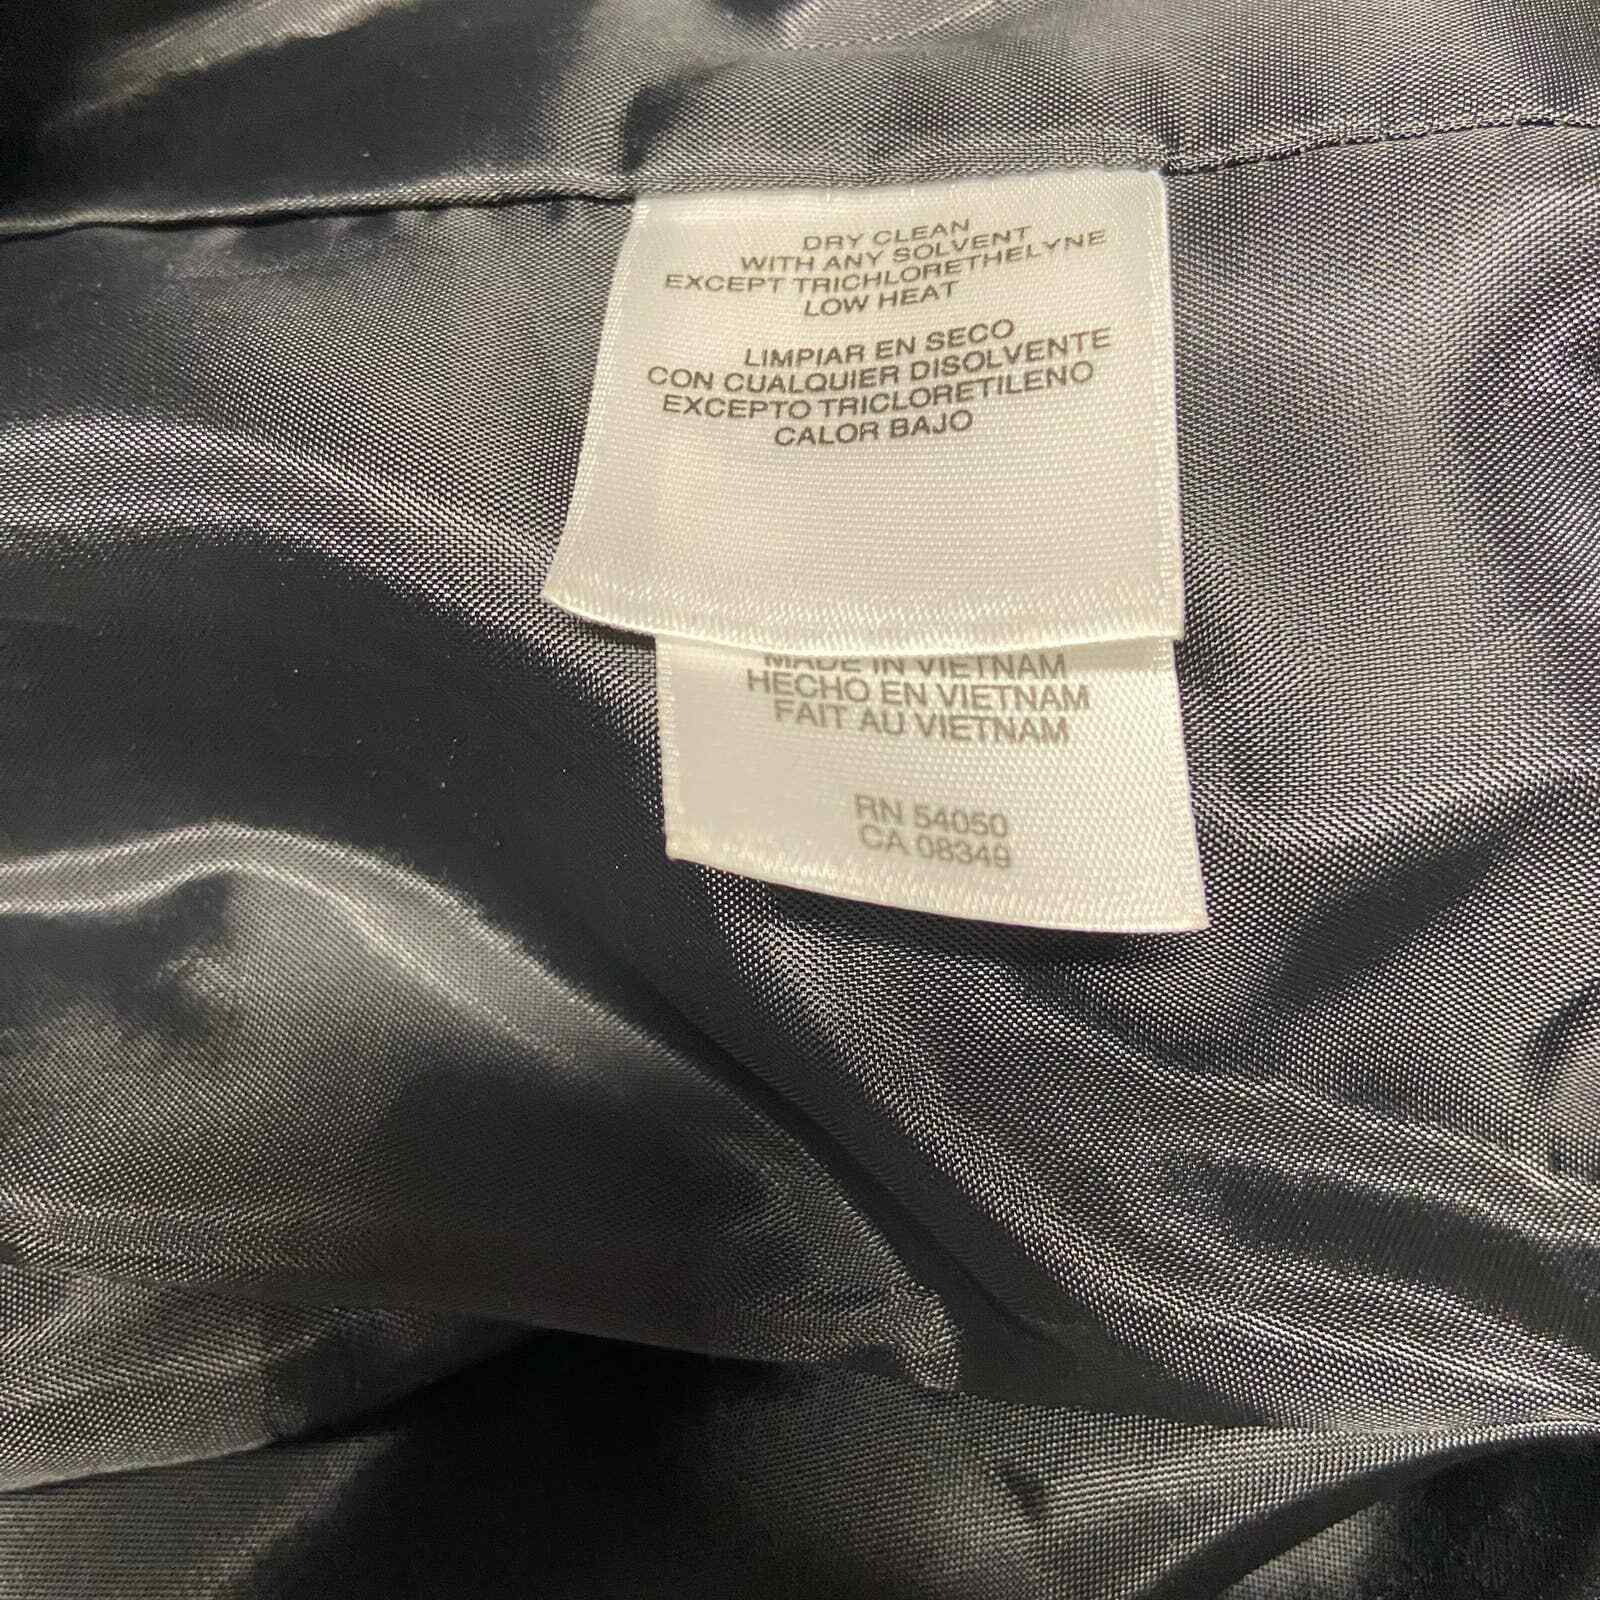 DRY CLEAN
WITH ANY SOLVENT
EXCEPT TRICHLORETHELYNE
LOW HEAT
LIMPIAR EN SECO
CON CUALQUIER DISOLVENTE
EXCEPTO TRICLORETILENO
CALOR BAJO
MADE IN VIETNAM
HECHO EN VIETNAM
FAIT AU VIETNAM
RN 54050
CA 08349